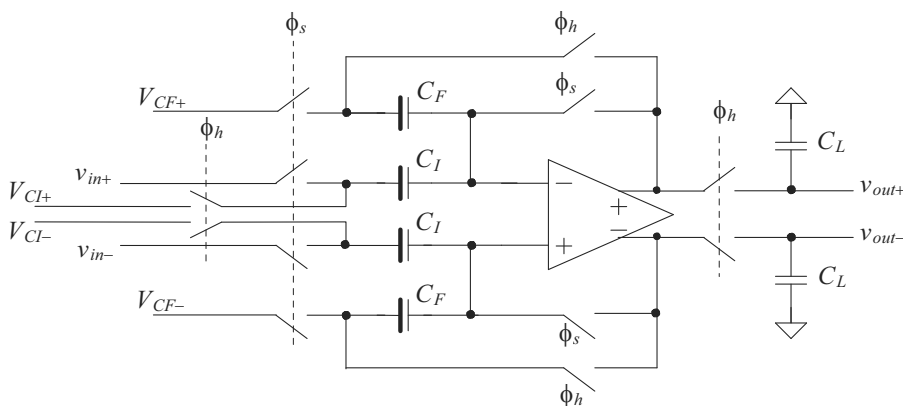 ϕh
ϕs
ϕs
VCF+
CF
ϕh
ϕh
CL
vin+
CI
VCI+
−
+
vout+
VCI−
CI
+
−
vout−
vin−
CL
VCF−
CF
ϕs
ϕh